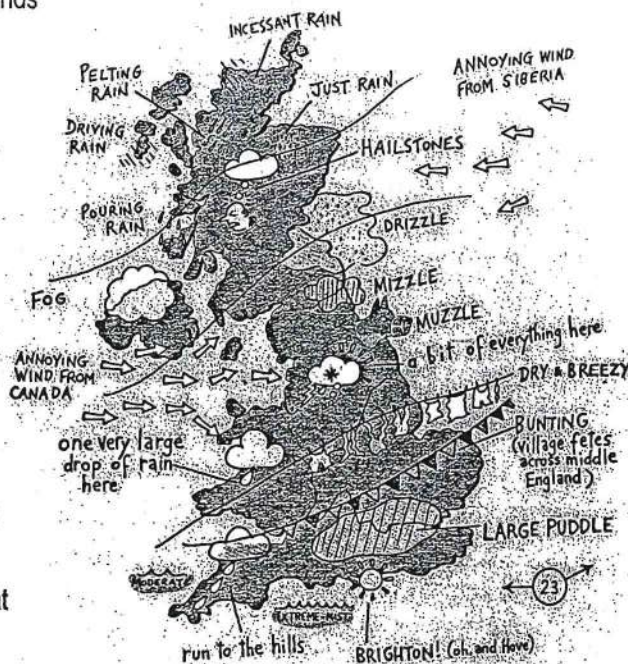 nds
INCESSANT RAIN
PELTING
RAIN
JUST RAIN
ANNOYING WIND
FROM SIBERIA
DRIVING
RAIN
HAILSTONES
POURING
RAIN
DRIZZLE
FOG
MIZZLE
MUZZLE
a bit of everything here
ANNOYING
WIND FROM
CANADA
DRY & BREEZY
BUNTING
(village fetes
across middle
England)
one very large
drop of rain
here
LARGE PUDDLE
MODERATE
at
EXTREME-MIST
23
run to the hills
BRIGHTON! (oh, and Hove)